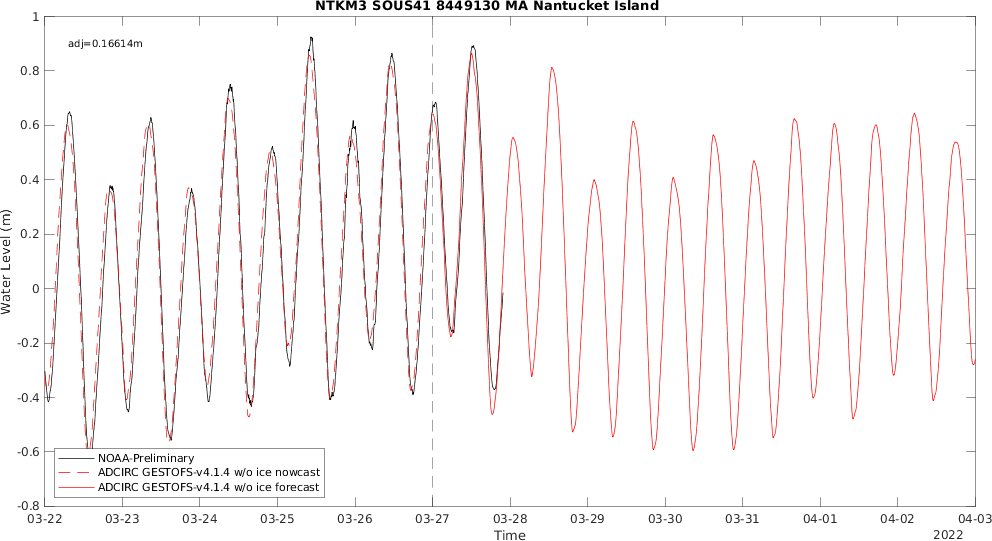 NTKM3 SOUS41 8449130 MA Nantucket Island
adj=0.16614m
1
0.8
0.6
0.4
0.2
0
-0.2
-0.4
-0.6
-0.8
Water Level (m)
NOAA-Preliminary
ADCIRC GESTOFS-v4.1.4 w/o ice nowcast
ADCIRC GESTOFS-v4.1.4 w/o ice forecast
03-22 03-23 03-24 03-25 03-26 03-27 03-28 03-29 03-30 03-31 04-01 04-02 04-03
Time
2022